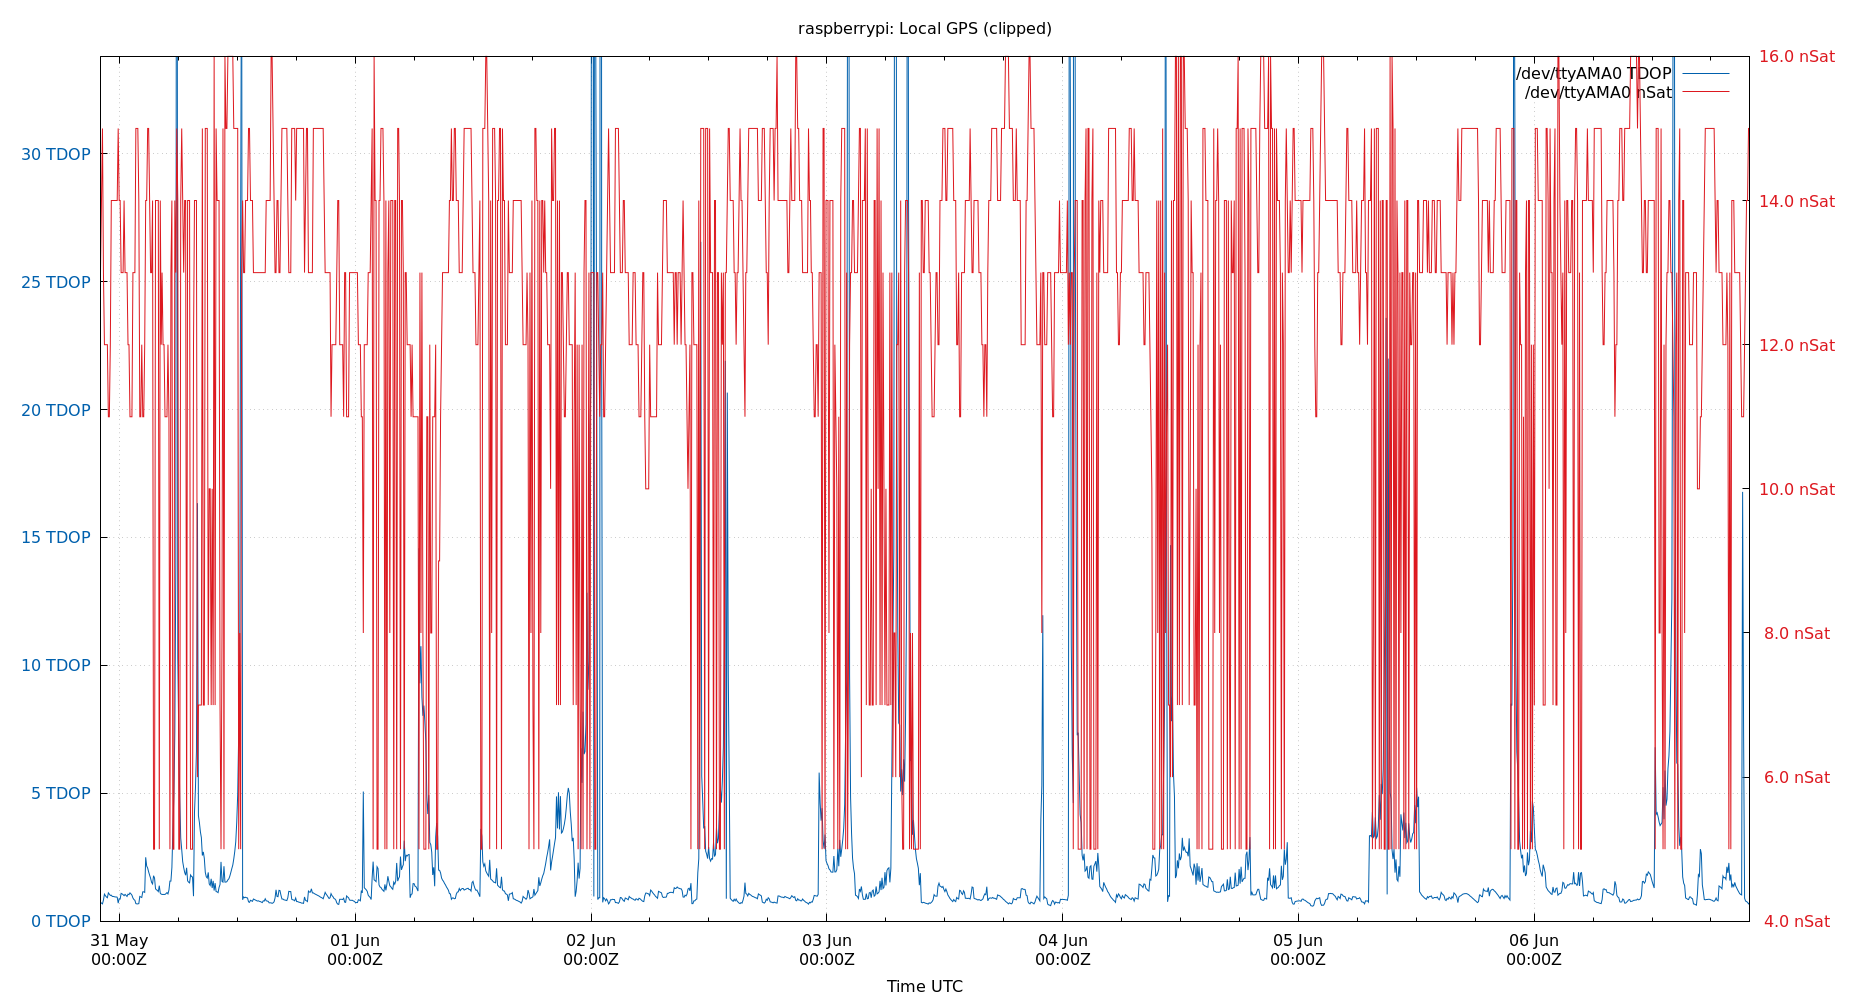 raspberrypi: Local GPS (clipped)
/dev/ttyAMA0 TDOP
/dev/ttyAMA0 nSat
30 TDOP
25 TDOP
20 TDOP
15 TDOP
10 TDOP
5 TDOP
0 TDOP
16.0 nSat
14.0 nSat
12.0 nSat
10.0 nSat
8.0 nSat
6.0 nSat
4.0 nSat
31 May
00:00Z
01 Jun
00:00Z
02 Jun
00:00Z
03 Jun
00:00Z
04 Jun
00:00Z
05 Jun
00:00Z
06 Jun
00:00Z
Time UTC